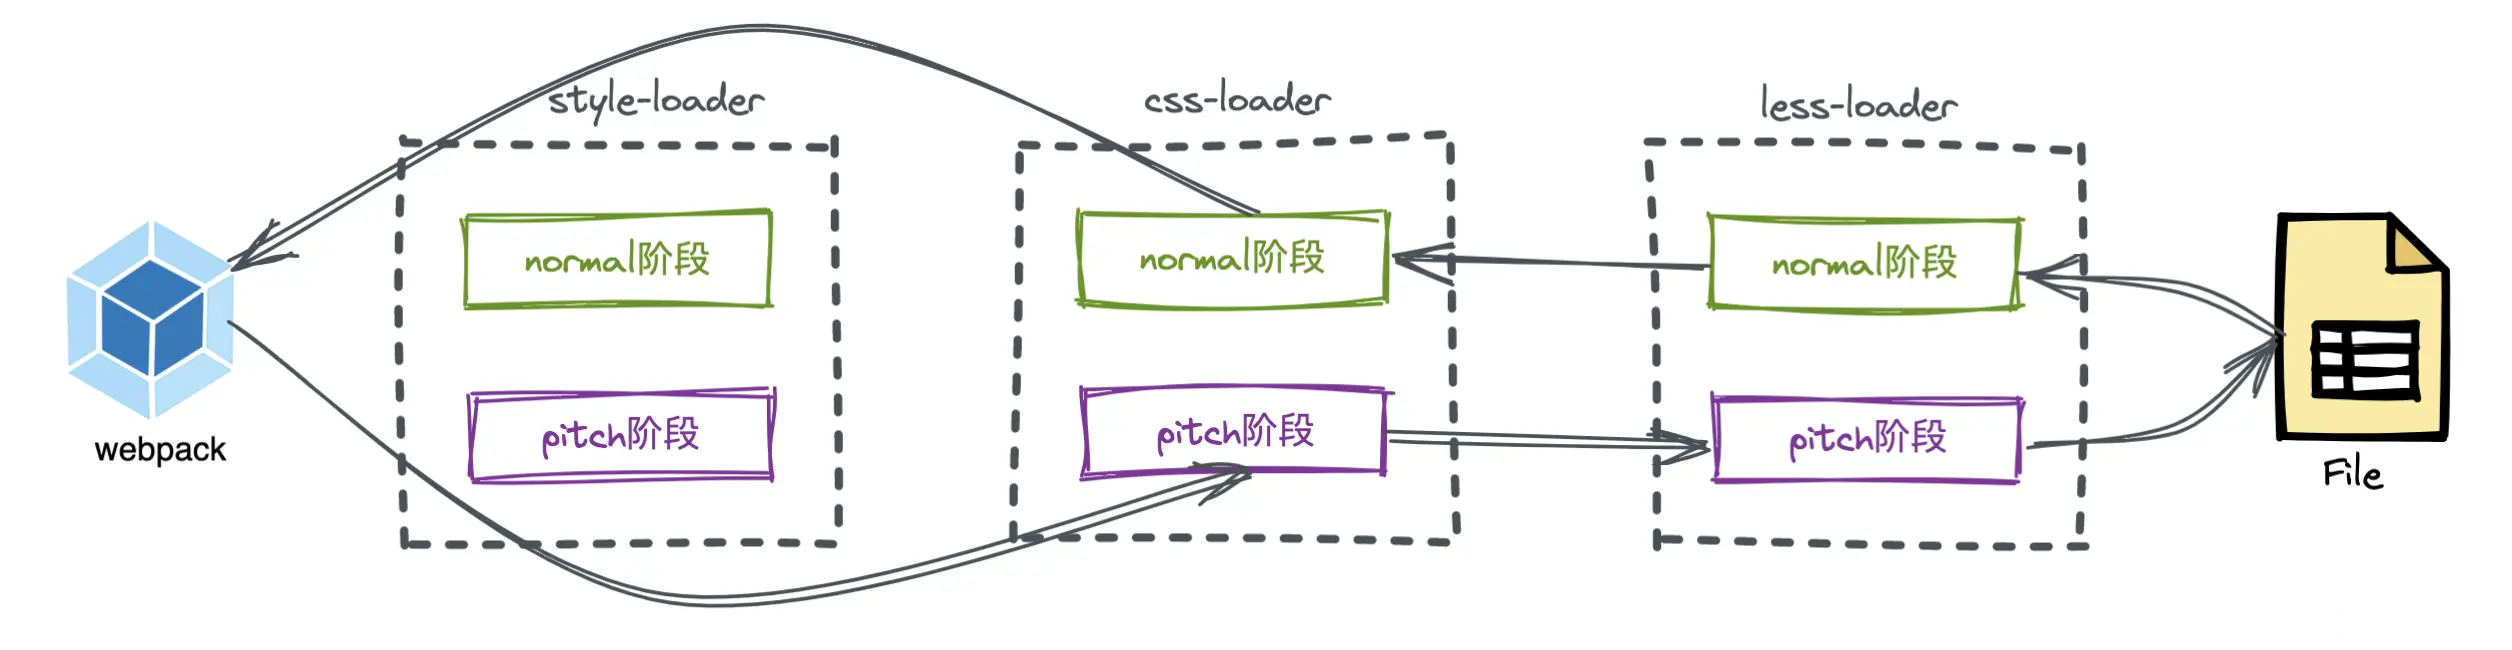 style-loader
css-loader
less-loader
normal阶段
normal阶段
normal阶段
pitch阶段
pitch阶段
pitch阶段
webpack
File